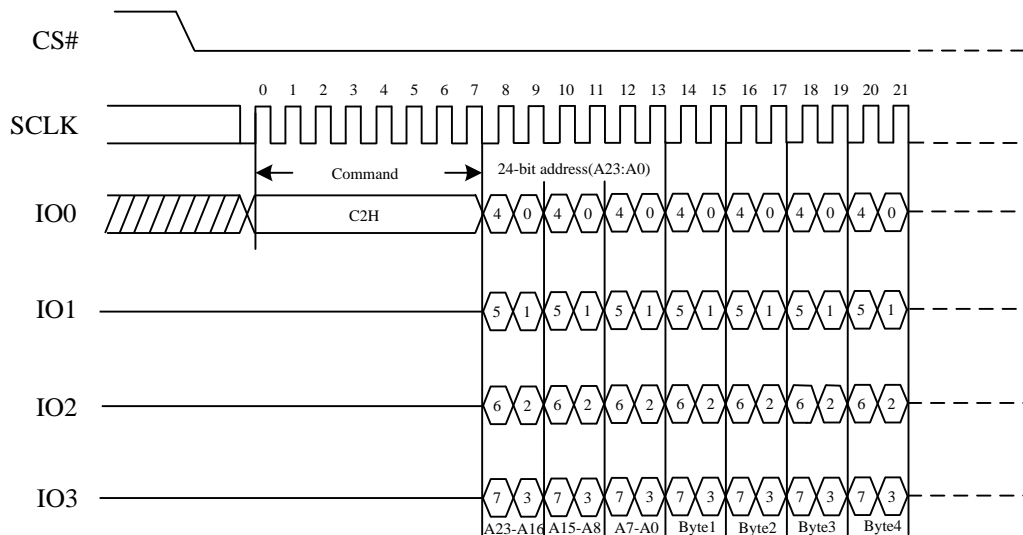 CS#
0 1 2 3 4 5 6 7 8 9 10 11 12 13 14 15 16 17 18 19 20 21
SCLK
Command
24-bit address(A23:A0)
IO0
C2H
4 0 4 0 4 0 4 0 4 0 4 0 4 0
IO1
5 1 5 1 5 1 5 1 5 1 5 1 5 1
IO2
6 2 6 2 6 2 6 2 6 2 6 2 6 2
IO3
7 3 7 3 7 3 7 3 7 3 7 3 7 3
A23-A16 A15-A8 A7-A0 Byte1 Byte2 Byte3 Byte4